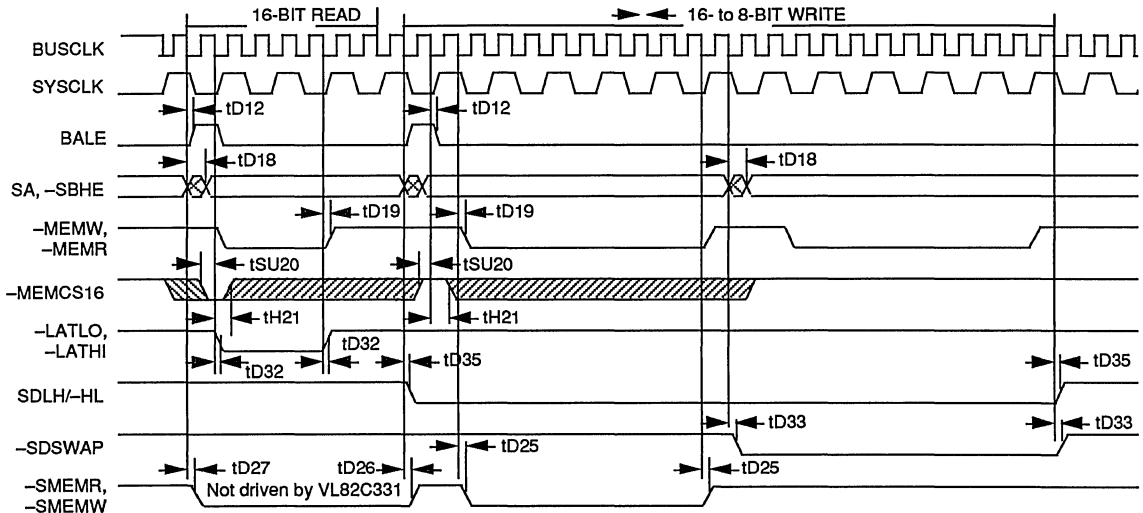 16-BIT READ
16- to 8-BIT WRITE
BUSCLK
SYSCLK
tD12
tD12
BALE
tD18
tD18
SA, –SBHE
tD19
tD19
–MEMW,
–MEMR
tSU20
tSU20
–MEMCS16
tH21
tH21
–LATLO,
–LATHI
tD32
tD32
tD35
tD35
SDLH/–HL
tD33
tD33
–SDSWAP
tD25
tD27
tD26
tD25
–SMEMR,
–SMEMW
Not driven by VL82C331